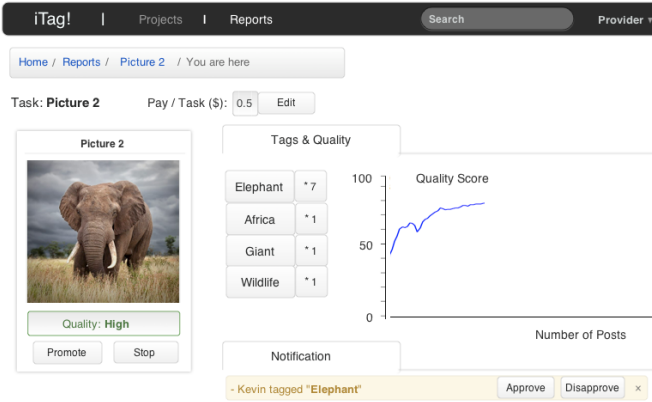 iTag! | Projects | Reports Search Provider
Home / Reports / Picture 2 / You are here
Task: Picture 2 Pay / Task ($): 0.5 Edit
Picture 2
Quality: High
Promote Stop
Tags & Quality
Elephant * 7
Africa * 1
Giant * 1
Wildlife * 1
Quality Score
100
50
0
Number of Posts
Notification
- Kevin tagged "Elephant" Approve Disapprove ×